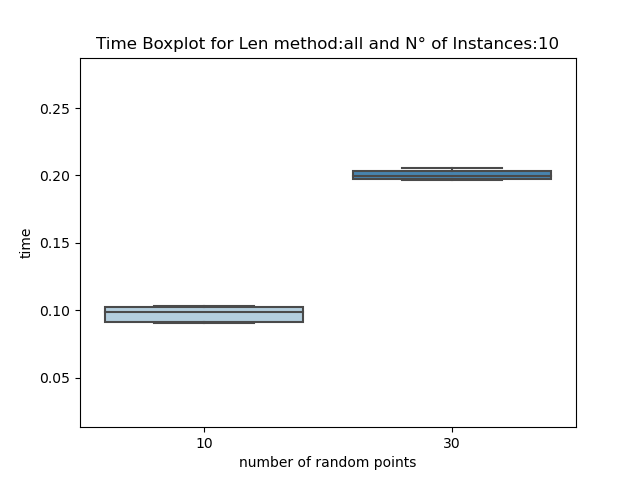 Time Boxplot for Len method:all and N° of Instances:10
0.25
0.20
0.15
0.10
0.05
time
10 30
number of random points